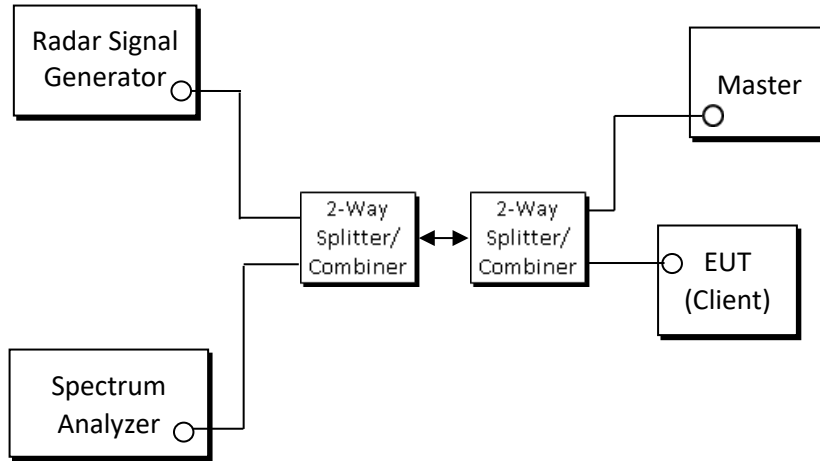 Radar Signal
Generator
Master
2-Way
Splitter/
Combiner
2-Way
Splitter/
Combiner
EUT
(Client)
Spectrum
Analyzer